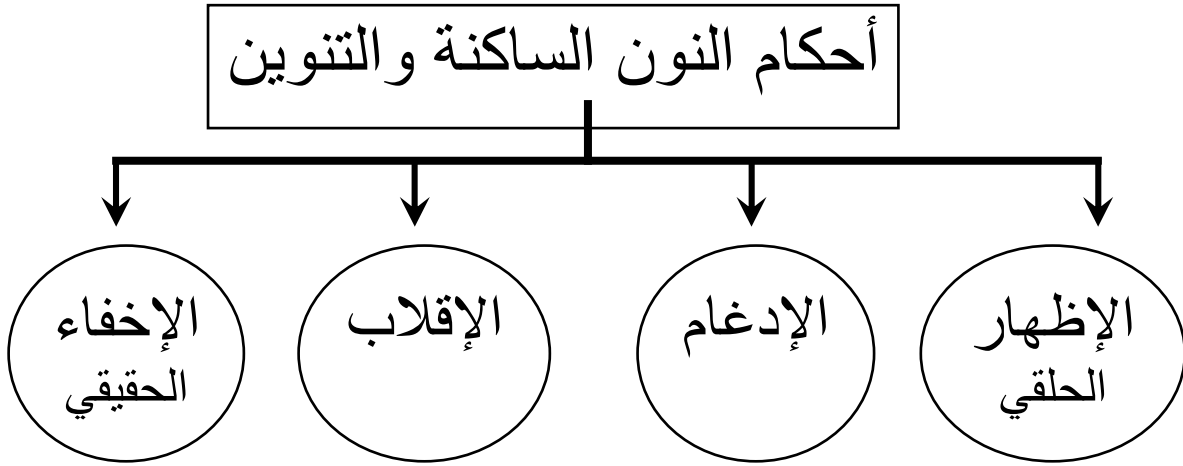 أحكام النون الساكنة والتنوين
الإظهار
الحلقي
الإدغام
الإقلاب
الإخفاء
الحقيقي